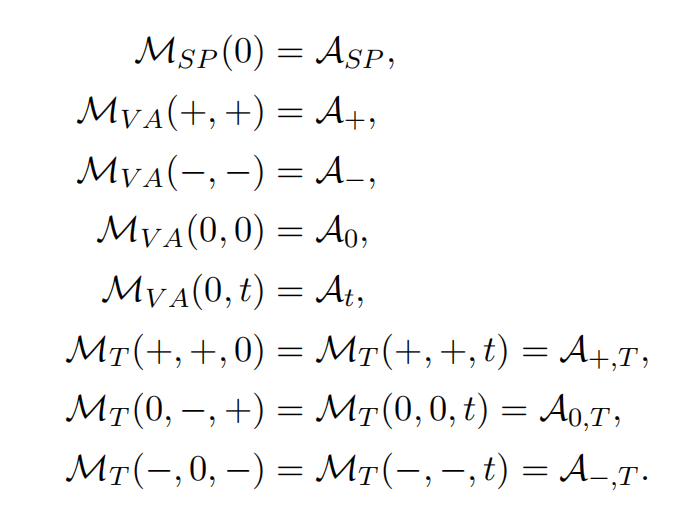 ℳ_{SP}(0) = 𝒜_{SP},
ℳ_{VA}(+, +) = 𝒜_+,
ℳ_{VA}(−, −) = 𝒜_−,
ℳ_{VA}(0, 0) = 𝒜_0,
ℳ_{VA}(0, t) = 𝒜_t,
ℳ_T(+, +, 0) = ℳ_T(+, +, t) = 𝒜_{+,T},
ℳ_T(0, −, +) = ℳ_T(0, 0, t) = 𝒜_{0,T},
ℳ_T(−, 0, −) = ℳ_T(−, −, t) = 𝒜_{−,T}.